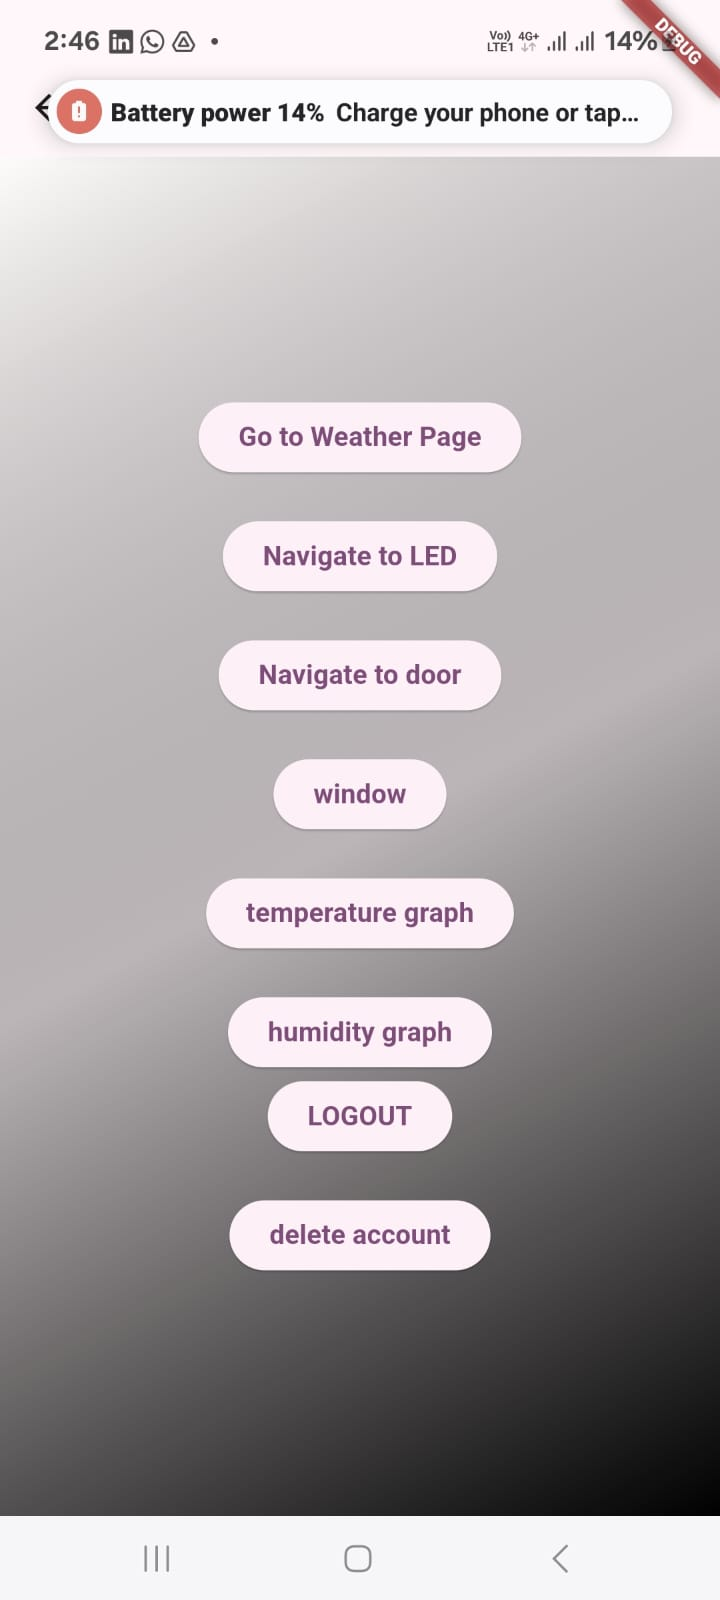 2:46 in Vo)) LTE1 4G+ 14%
DEBUG
Battery power 14% Charge your phone or tap...
Go to Weather Page
Navigate to LED
Navigate to door
window
temperature graph
humidity graph
LOGOUT
delete account